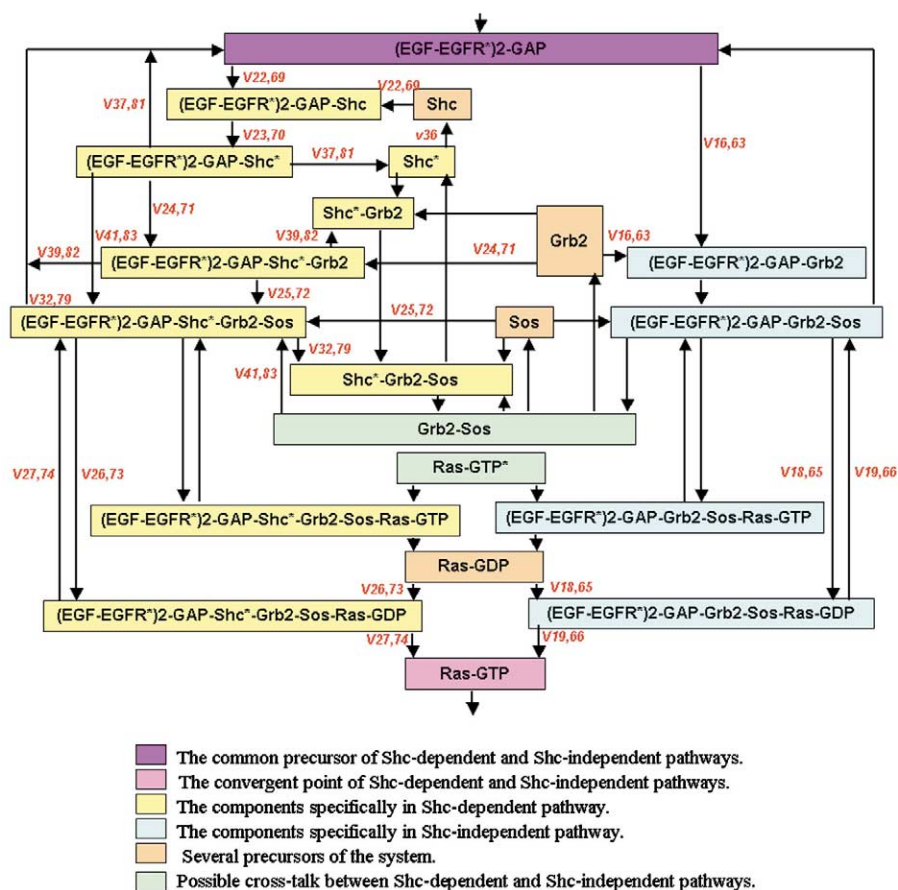 (EGF-EGFR*)2-GAP
V22,69
V22,69
(EGF-EGFR*)2-GAP-Shc
Shc
V37,81
V23,70
v36
V16,63
(EGF-EGFR*)2-GAP-Shc*
V37,81
Shc*
V24,71
Shc*-Grb2
Grb2
V41,83
V39,82
V24,71
V16,63
V39,82
(EGF-EGFR*)2-GAP-Shc*-Grb2
(EGF-EGFR*)2-GAP-Grb2
V32,79
V25,72
V25,72
(EGF-EGFR*)2-GAP-Shc*-Grb2-Sos
Sos
(EGF-EGFR*)2-GAP-Grb2-Sos
V32,79
V41,83
Shc*-Grb2-Sos
Grb2-Sos
V27,74
V26,73
Ras-GTP*
V18,65
V19,66
(EGF-EGFR*)2-GAP-Shc*-Grb2-Sos-Ras-GTP
(EGF-EGFR*)2-GAP-Grb2-Sos-Ras-GTP
Ras-GDP
V26,73
V18,65
(EGF-EGFR*)2-GAP-Shc*-Grb2-Sos-Ras-GDP
(EGF-EGFR*)2-GAP-Grb2-Sos-Ras-GDP
V27,74
V19,66
Ras-GTP
The common precursor of Shc-dependent and Shc-independent pathways.
The convergent point of Shc-dependent and Shc-independent pathways.
The components specifically in Shc-dependent pathway.
The components specifically in Shc-independent pathway.
Several precursors of the system.
Possible cross-talk between Shc-dependent and Shc-independent pathways.